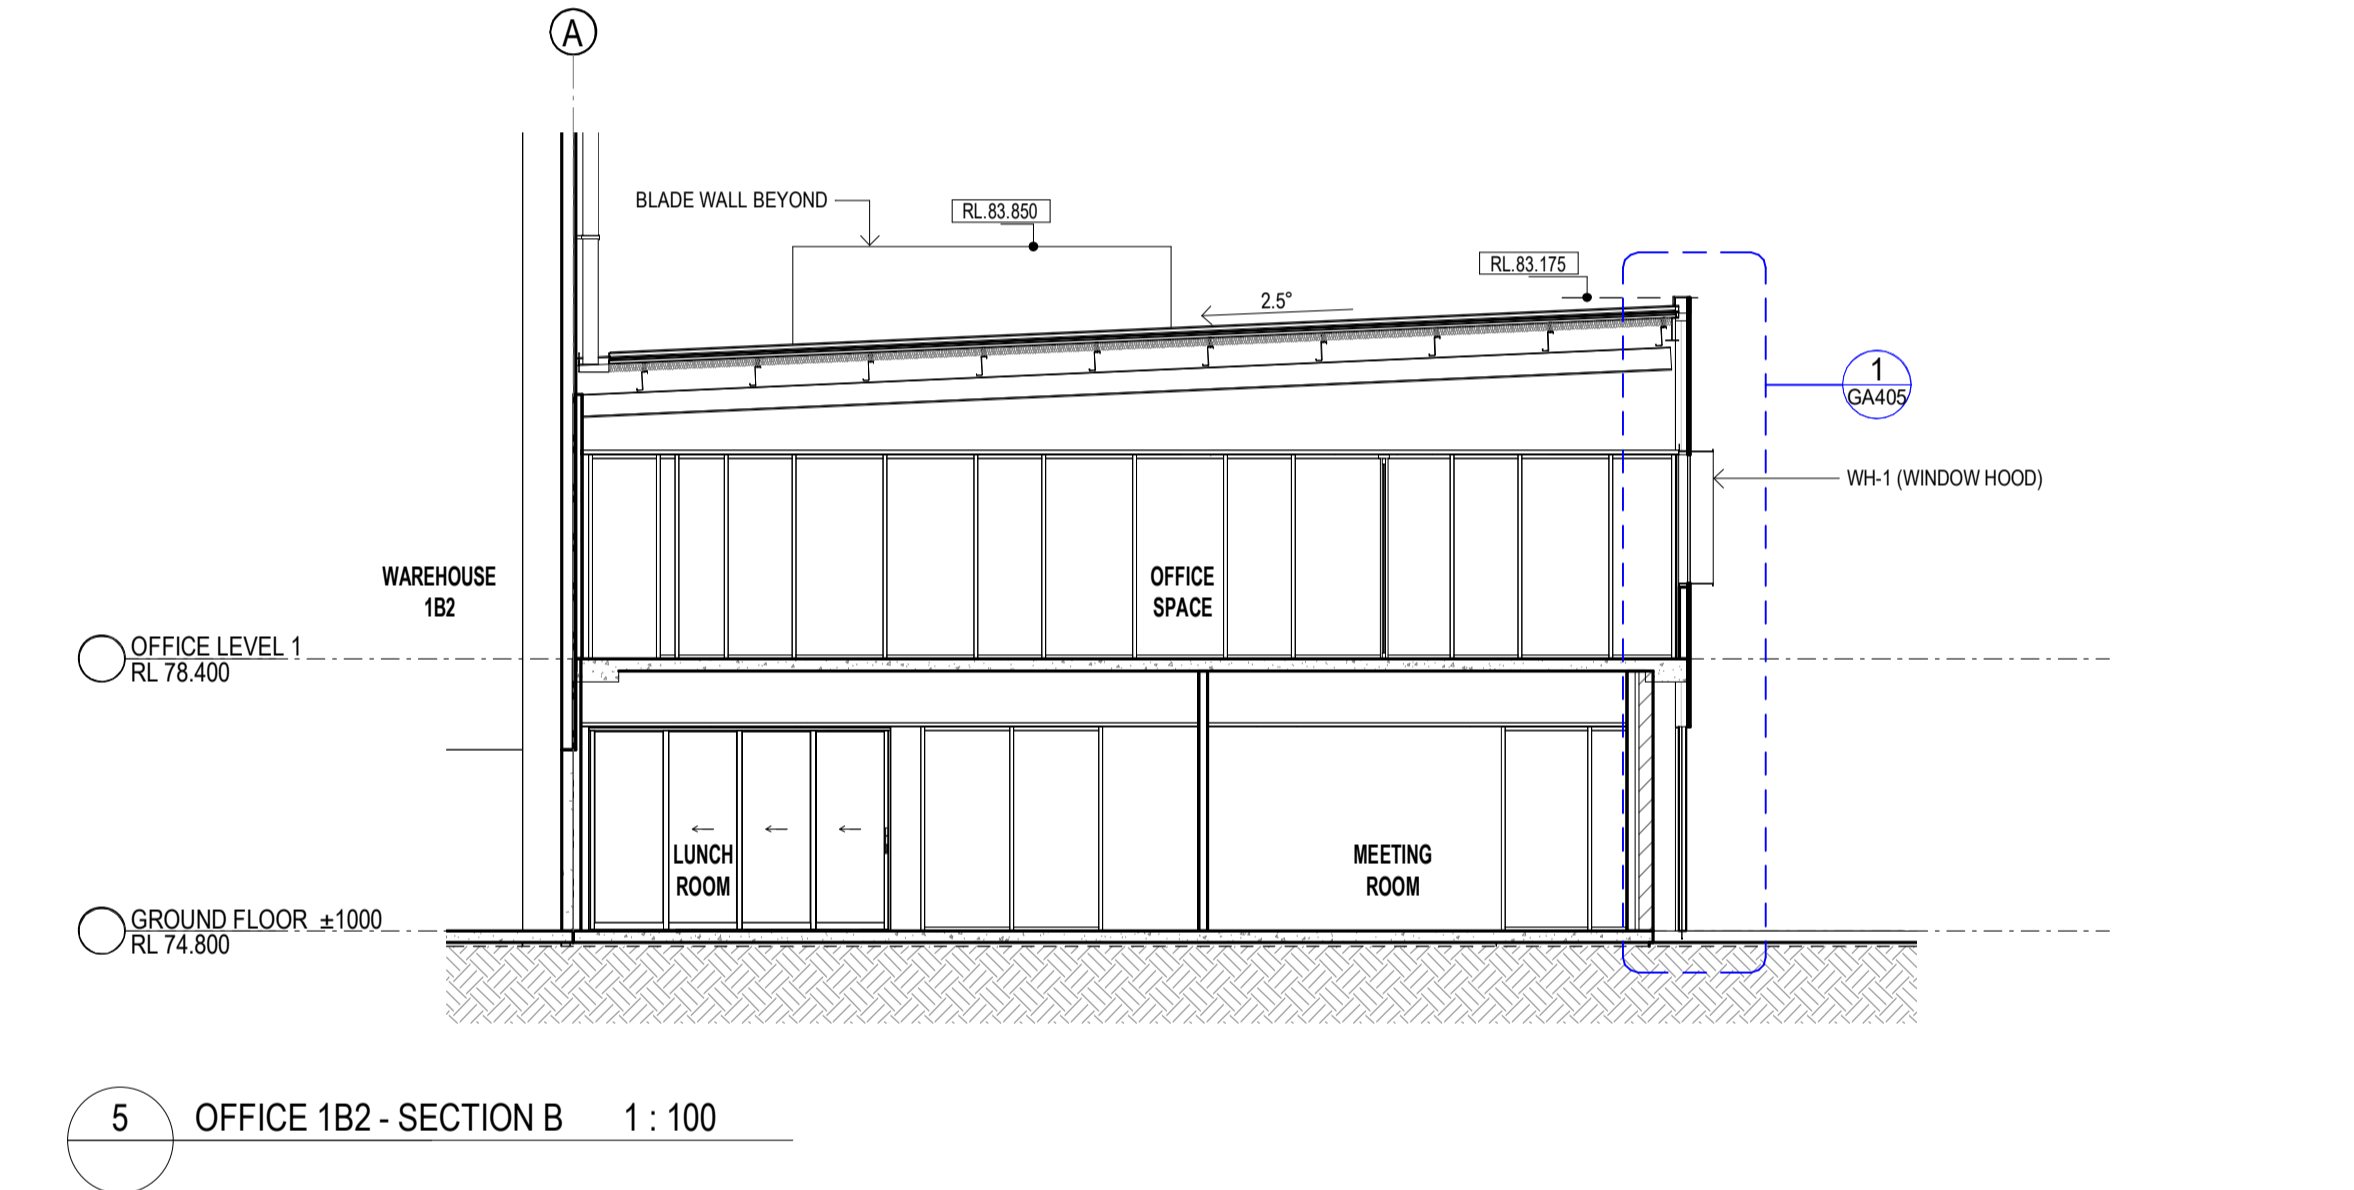 A
BLADE WALL BEYOND
RL.83.850
RL.83.175
2.5°
1
GA405
WH-1 (WINDOW HOOD)
WAREHOUSE
1B2
OFFICE
SPACE
OFFICE LEVEL 1
RL 78.400
LUNCH
ROOM
MEETING
ROOM
GROUND FLOOR ±1000
RL 74.800
5
OFFICE 1B2 - SECTION B 1 : 100